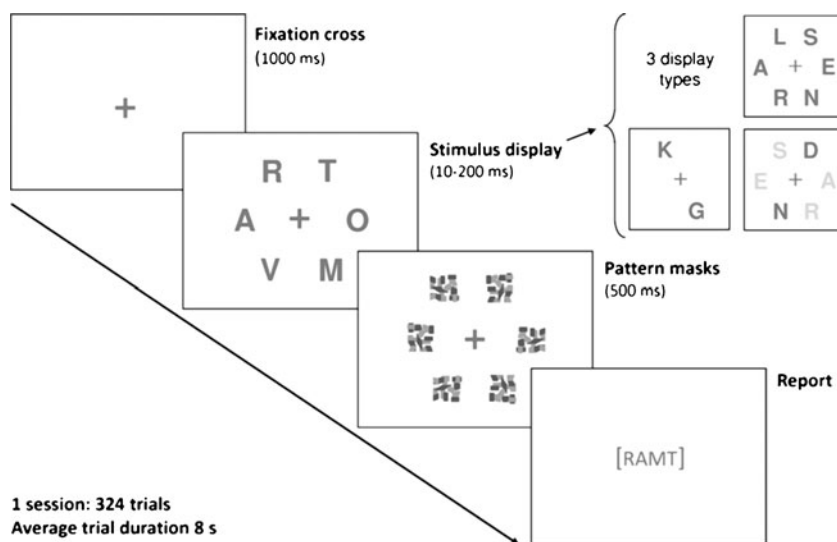 Fixation cross
(1000 ms)
+
Stimulus display
(10-200 ms)
R T
A + O
V M
3 display
types
L S
A + E
R N
K
+
G
S D
E + A
N R
Pattern masks
(500 ms)
+
Report
[RAMT]
1 session: 324 trials
Average trial duration 8 s